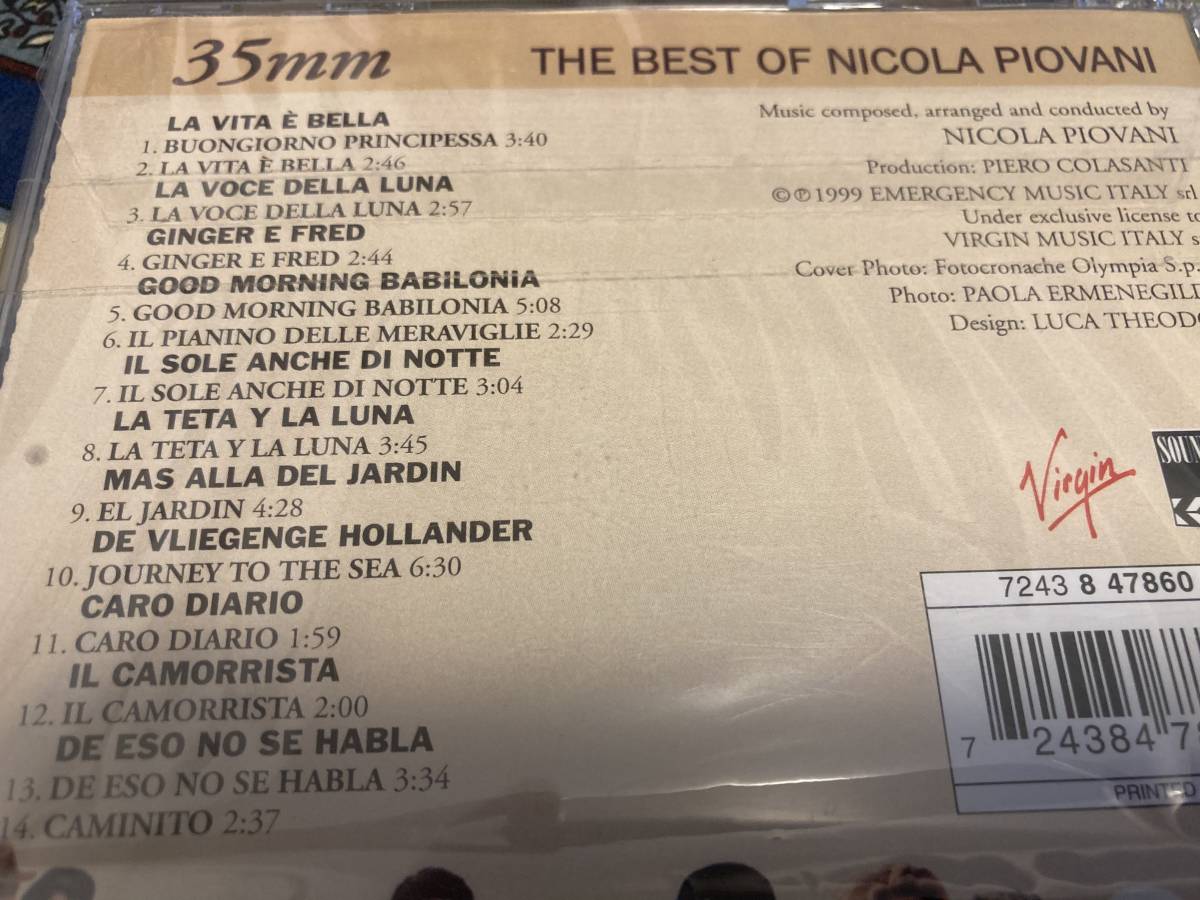 35mm
THE BEST OF NICOLA PIOVANI
LA VITA È BELLA
1. BUONGIORNO PRINCIPESSA 3:40
2. LA VITA È BELLA 2:46
LA VOCE DELLA LUNA
3. LA VOCE DELLA LUNA 2:57
GINGER E FRED
4. GINGER E FRED 2:44
GOOD MORNING BABILONIA
5. GOOD MORNING BABILONIA 5:08
6. IL PIANINO DELLE MERAVIGLIE 2:29
IL SOLE ANCHE DI NOTTE
7. IL SOLE ANCHE DI NOTTE 3:04
LA TETA Y LA LUNA
8. LA TETA Y LA LUNA 3:45
MAS ALLA DEL JARDIN
9. EL JARDIN 4:28
DE VLIEGENGE HOLLANDER
10. JOURNEY TO THE SEA 6:30
CARO DIARIO
11. CARO DIARIO 1:59
IL CAMORRISTA
12. IL CAMORRISTA 2:00
DE ESO NO SE HABLA
13. DE ESO NO SE HABLA 3:34
14. CAMINITO 2:37
Music composed, arranged and conducted by
NICOLA PIOVANI
Production: PIERO COLASANTI
©℗1999 EMERGENCY MUSIC ITALY srl
Under exclusive license to
VIRGIN MUSIC ITALY
Cover Photo: Fotocronache Olympia S.p.
Photo: PAOLA
Design: LUCA
Virgin
7243 8 47860
7 24384 7
PRINTED